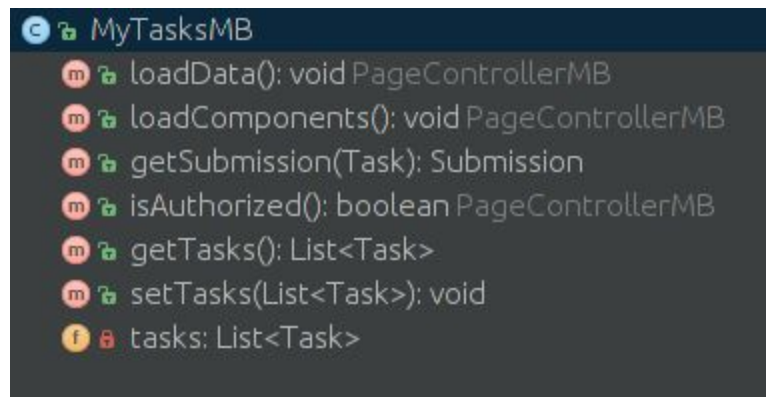 C MyTasksMB
m loadData(): void PageControllerMB
m loadComponents(): void PageControllerMB
m getSubmission(Task): Submission
m isAuthorized(): boolean PageControllerMB
m getTasks(): List<Task>
m setTasks(List<Task>): void
f tasks: List<Task>